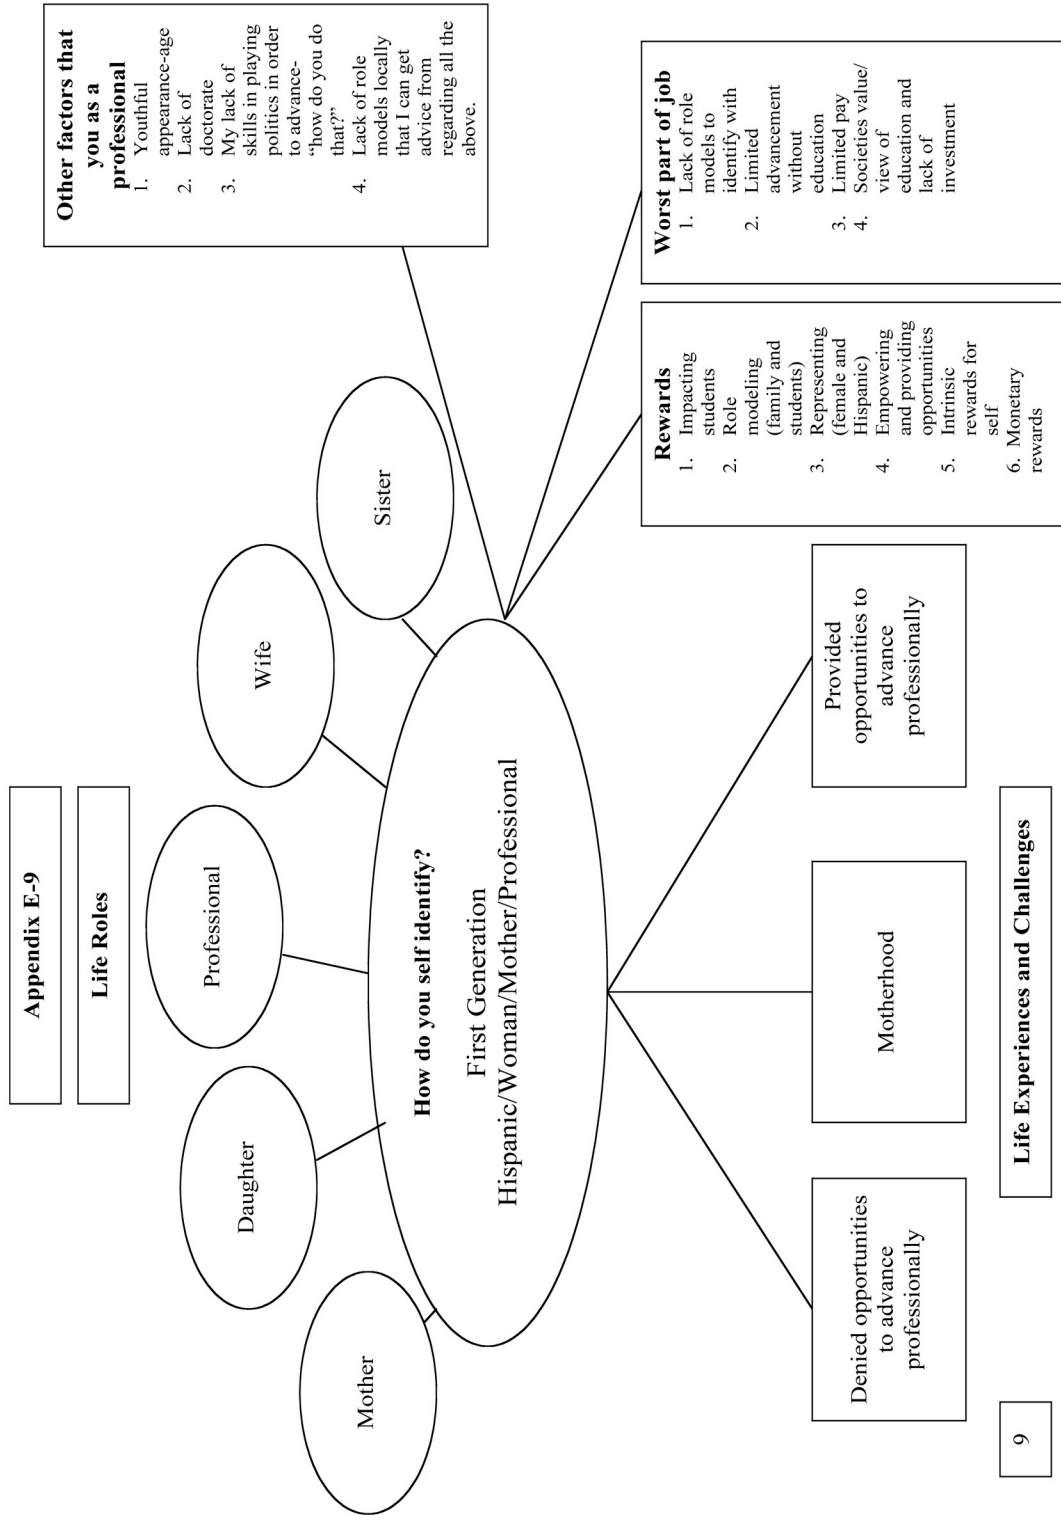 Appendix E-9
Life Roles
Mother
Daughter
Professional
Wife
Sister
How do you self identify?
First Generation
Hispanic/Woman/Mother/Professional
Other factors that
you as a
professional
1. Youthful
appearance-age
2. Lack of
doctorate
3. My lack of
skills in playing
politics in order
to advance-
“how do you do
that?”
4. Lack of role
models locally
that I can get
advice from
regarding all the
above.
Rewards
1. Impacting
students
2. Role
modeling
(family and
students)
3. Representing
(female and
Hispanic)
4. Empowering
and providing
opportunities
5. Intrinsic
rewards for
self
6. Monetary
rewards
Worst part of job
1. Lack of role
models to
identify with
2. Limited
advancement
without
education
3. Limited pay
4. Societies value/
view of
education and
lack of
investment
Denied opportunities
to advance
professionally
Motherhood
Provided
opportunities to
advance
professionally
Life Experiences and Challenges
9